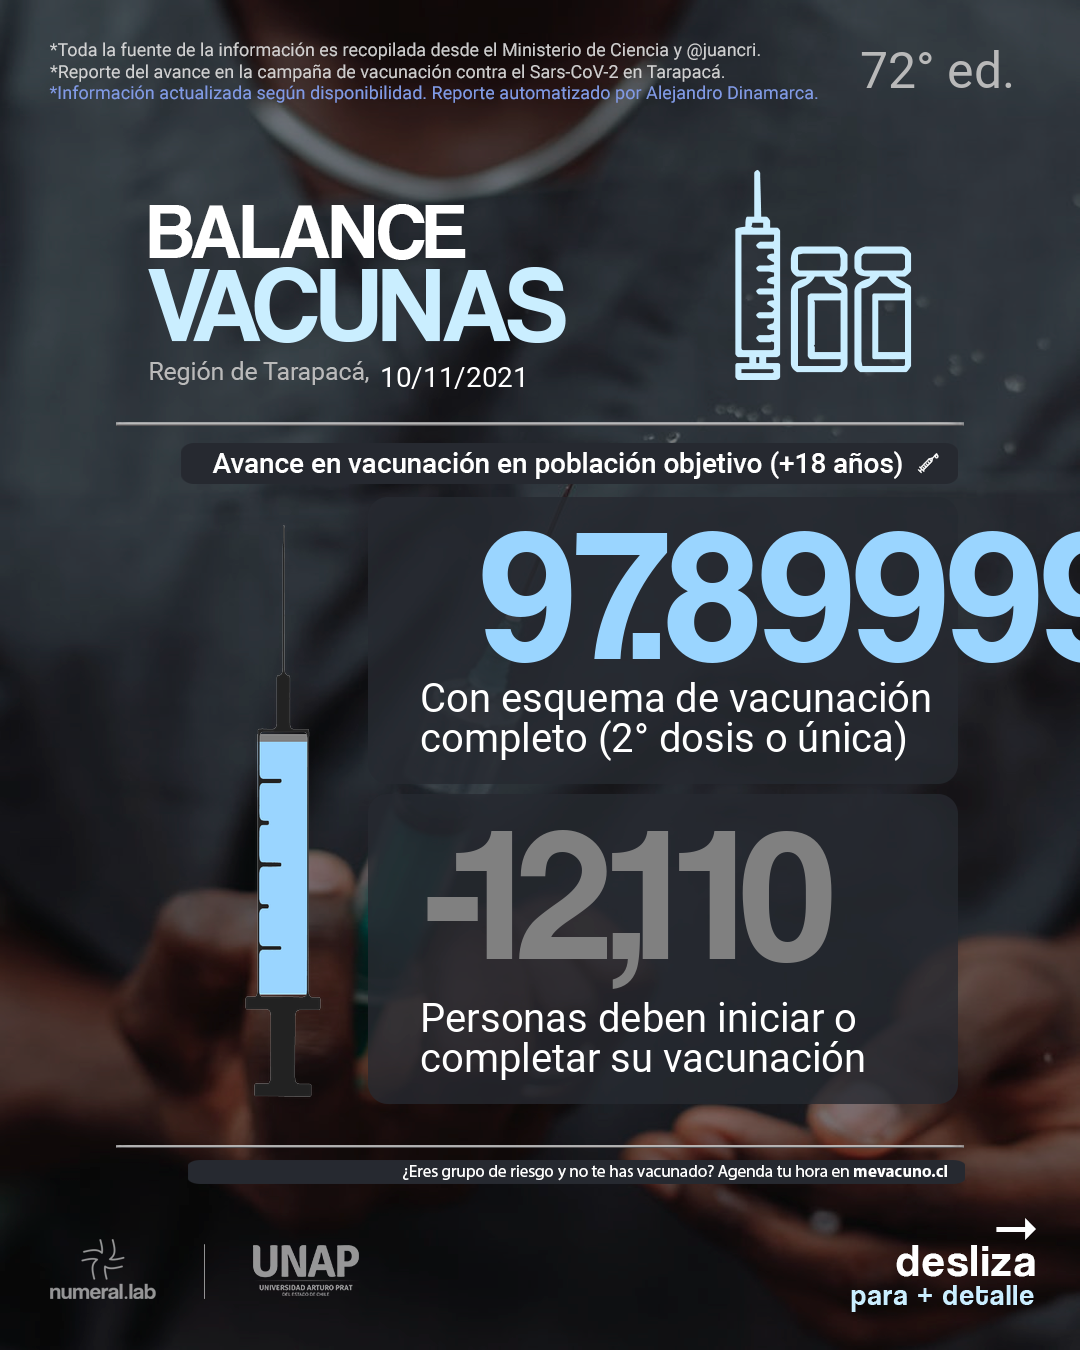 *Toda la fuente de la información es recopilada desde el Ministerio de Ciencia y @juancri.
*Reporte del avance en la campaña de vacunación contra el Sars-CoV-2 en Tarapacá.
*Información actualizada según disponibilidad. Reporte automatizado por Alejandro Dinamarca.
72° ed.
BALANCE
VACUNAS
Región de Tarapacá, 10/11/2021
Avance en vacunación en población objetivo (+18 años)
97.89999
Con esquema de vacunación
completo (2° dosis o única)
-12,110
Personas deben iniciar o
completar su vacunación
¿Eres grupo de riesgo y no te has vacunado? Agenda tu hora en mevacuno.cl
numeral.lab
UNAP
UNIVERSIDAD ARTURO PRAT
DEL ESTADO DE CHILE
desliza
para + detalle